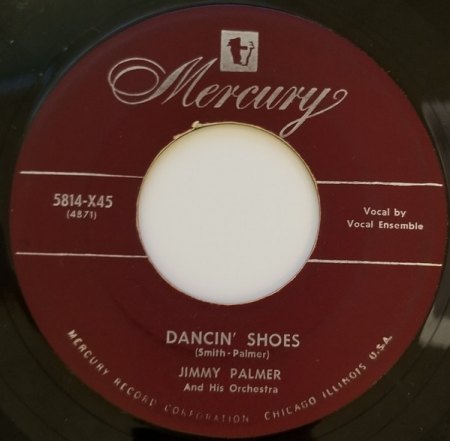 Mercury
5814-X45
(4871)
Vocal by
Vocal Ensemble
DANCIN' SHOES
(Smith-Palmer)
JIMMY PALMER
And His Orchestra
MERCURY RECORD CORPORATION CHICAGO ILLINOIS U.S.A.